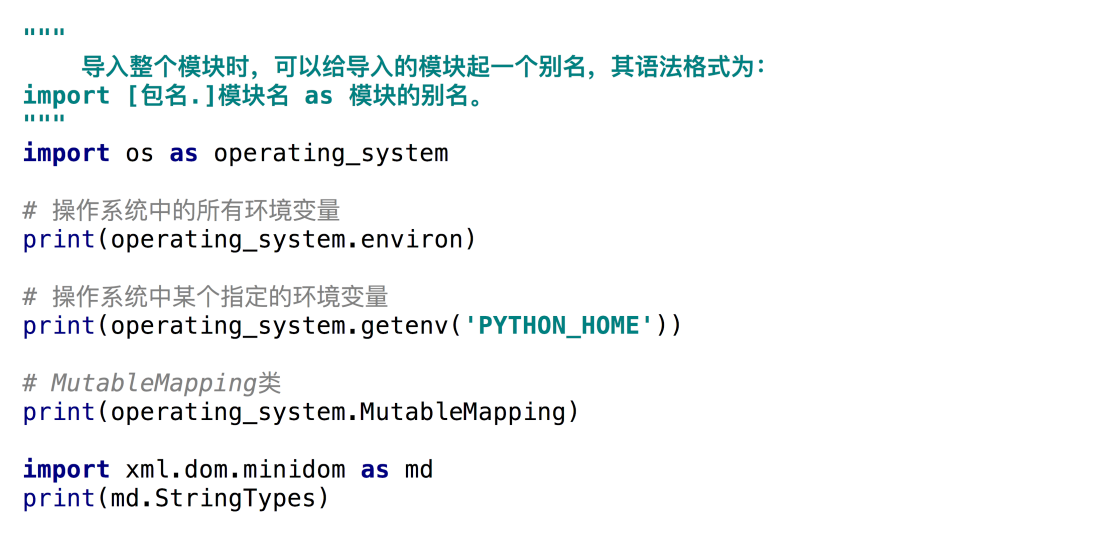 """
    导入整个模块时，可以给导入的模块起一个别名，其语法格式为：
import [包名.]模块名 as 模块的别名。
"""
import os as operating_system
# 操作系统中的所有环境变量
print(operating_system.environ)
# 操作系统中某个指定的环境变量
print(operating_system.getenv('PYTHON_HOME'))
# MutableMapping类
print(operating_system.MutableMapping)
import xml.dom.minidom as md
print(md.StringTypes)